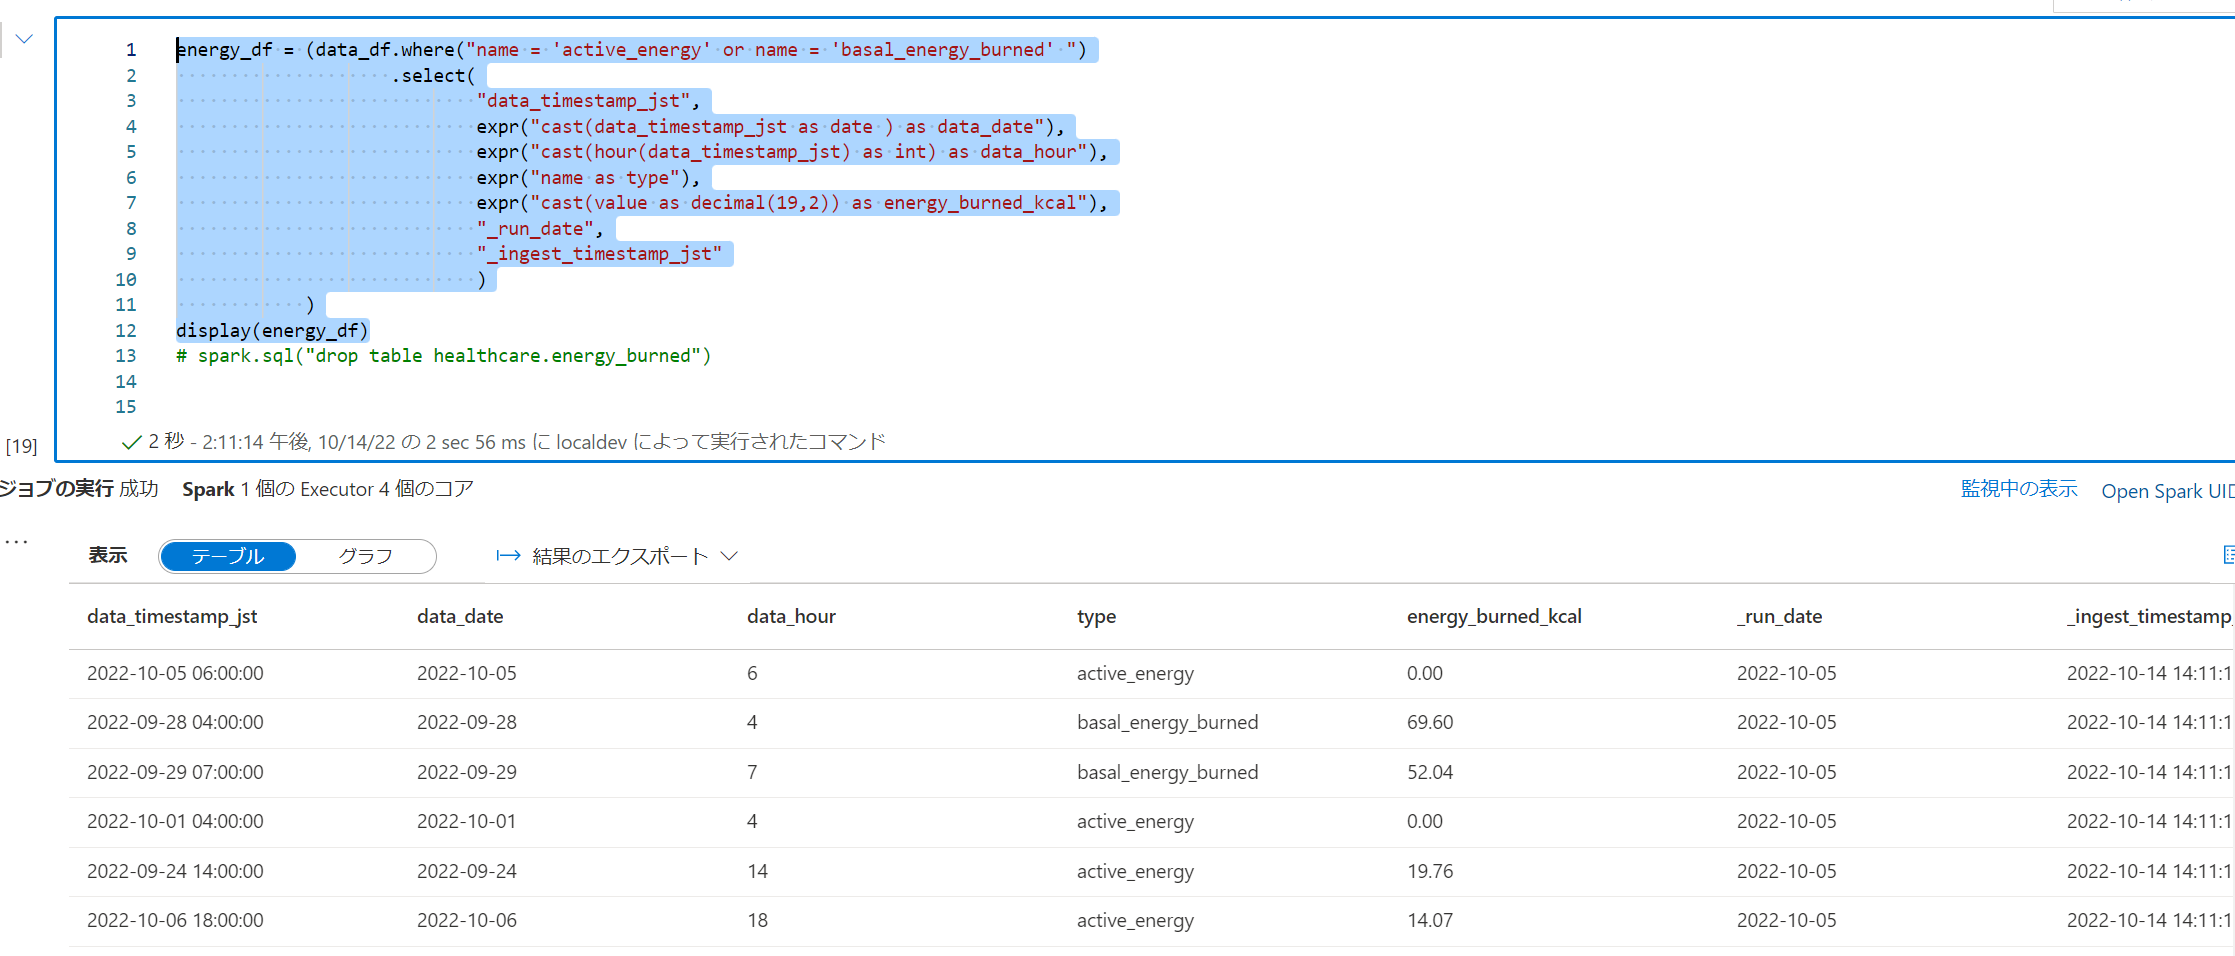 1 energy_df = (data_df.where("name = 'active_energy' or name = 'basal_energy_burned' ")
2 .select(
3 "data_timestamp_jst",
4 expr("cast(data_timestamp_jst as date ) as data_date"),
5 expr("cast(hour(data_timestamp_jst) as int) as data_hour"),
6 expr("name as type"),
7 expr("cast(value as decimal(19,2)) as energy_burned_kcal"),
8 "_run_date",
9 "_ingest_timestamp_jst"
10 )
11 )
12 display(energy_df)
13 # spark.sql("drop table healthcare.energy_burned")
14
15
[19] 2 秒 - 2:11:14 午後, 10/14/22 の 2 sec 56 ms に localdev によって実行されたコマンド
ジョブの実行 成功 Spark 1 個の Executor 4 個のコア 監視中の表示 Open Spark UI
表示 テーブル グラフ 結果のエクスポート
data_timestamp_jst data_date data_hour type energy_burned_kcal _run_date _ingest_timestamp_
2022-10-05 06:00:00 2022-10-05 6 active_energy 0.00 2022-10-05 2022-10-14 14:11:1
2022-09-28 04:00:00 2022-09-28 4 basal_energy_burned 69.60 2022-10-05 2022-10-14 14:11:1
2022-09-29 07:00:00 2022-09-29 7 basal_energy_burned 52.04 2022-10-05 2022-10-14 14:11:1
2022-10-01 04:00:00 2022-10-01 4 active_energy 0.00 2022-10-05 2022-10-14 14:11:1
2022-09-24 14:00:00 2022-09-24 14 active_energy 19.76 2022-10-05 2022-10-14 14:11:1
2022-10-06 18:00:00 2022-10-06 18 active_energy 14.07 2022-10-05 2022-10-14 14:11:1